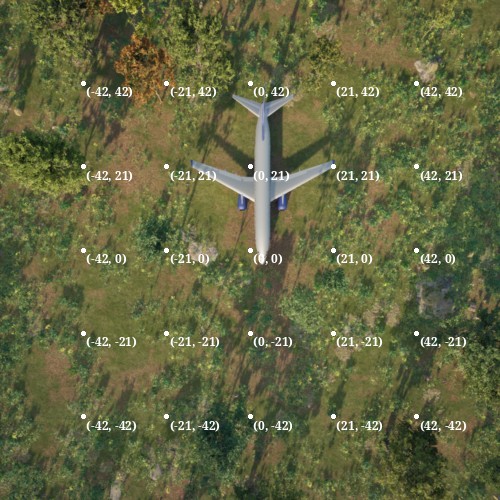 (-42, 42) (-21, 42) (0, 42) (21, 42) (42, 42)
(-42, 21) (-21, 21) (0, 21) (21, 21) (42, 21)
(-42, 0) (-21, 0) (0, 0) (21, 0) (42, 0)
(-42, -21) (-21, -21) (0, -21) (21, -21) (42, -21)
(-42, -42) (-21, -42) (0, -42) (21, -42) (42, -42)